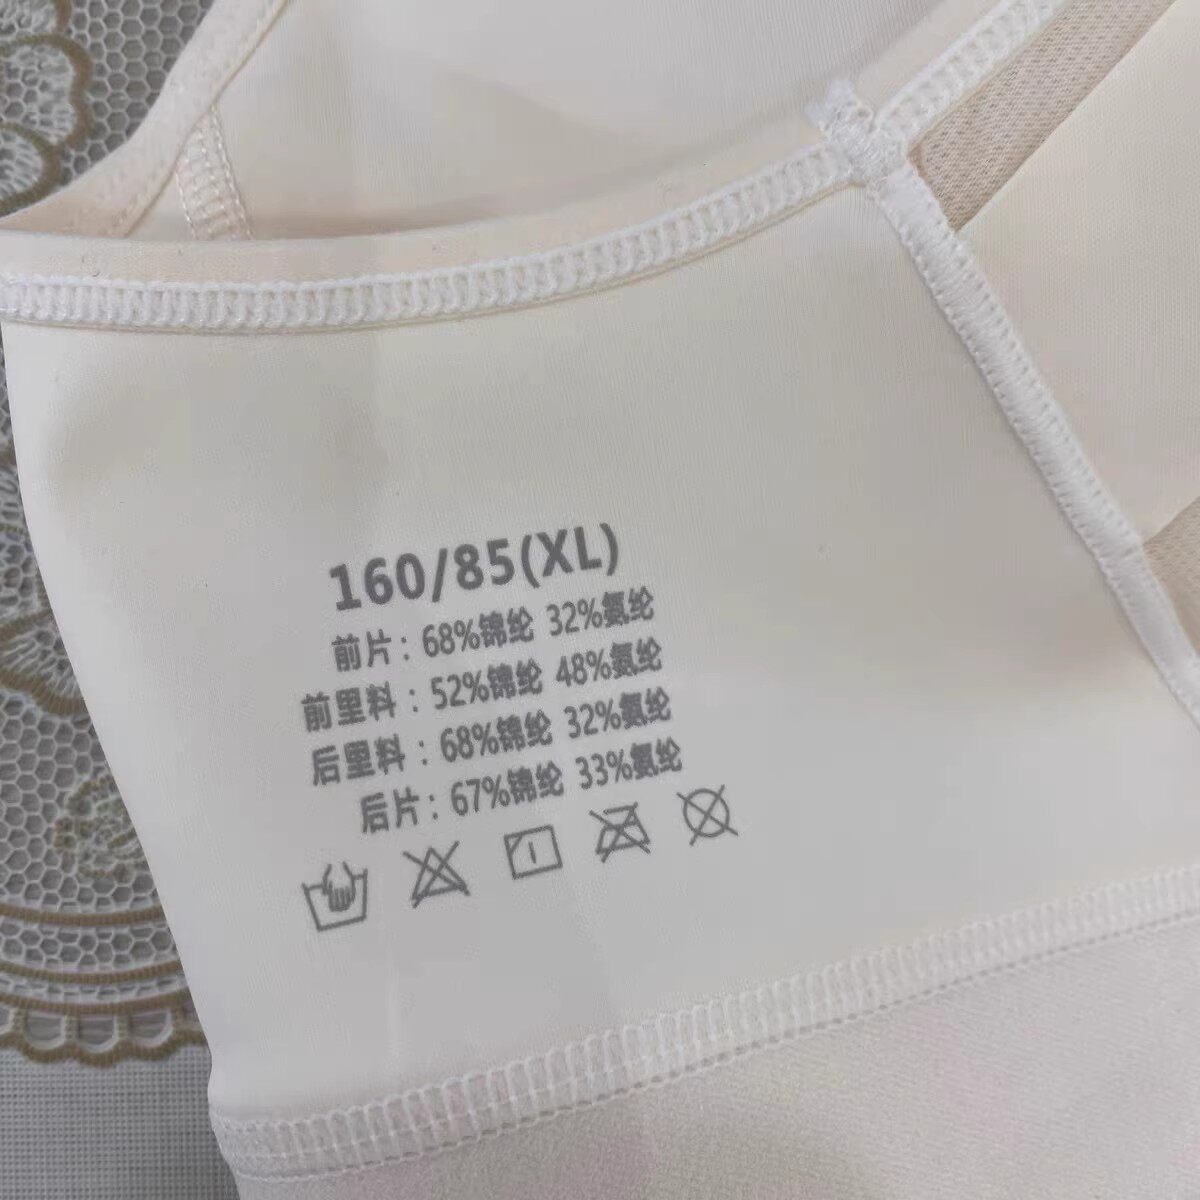 160/85(XL)
前片：68%锦纶 32%氨纶
前里料：52%锦纶 48%氨纶
后里料：68%锦纶 32%氨纶
后片：67%锦纶 33%氨纶